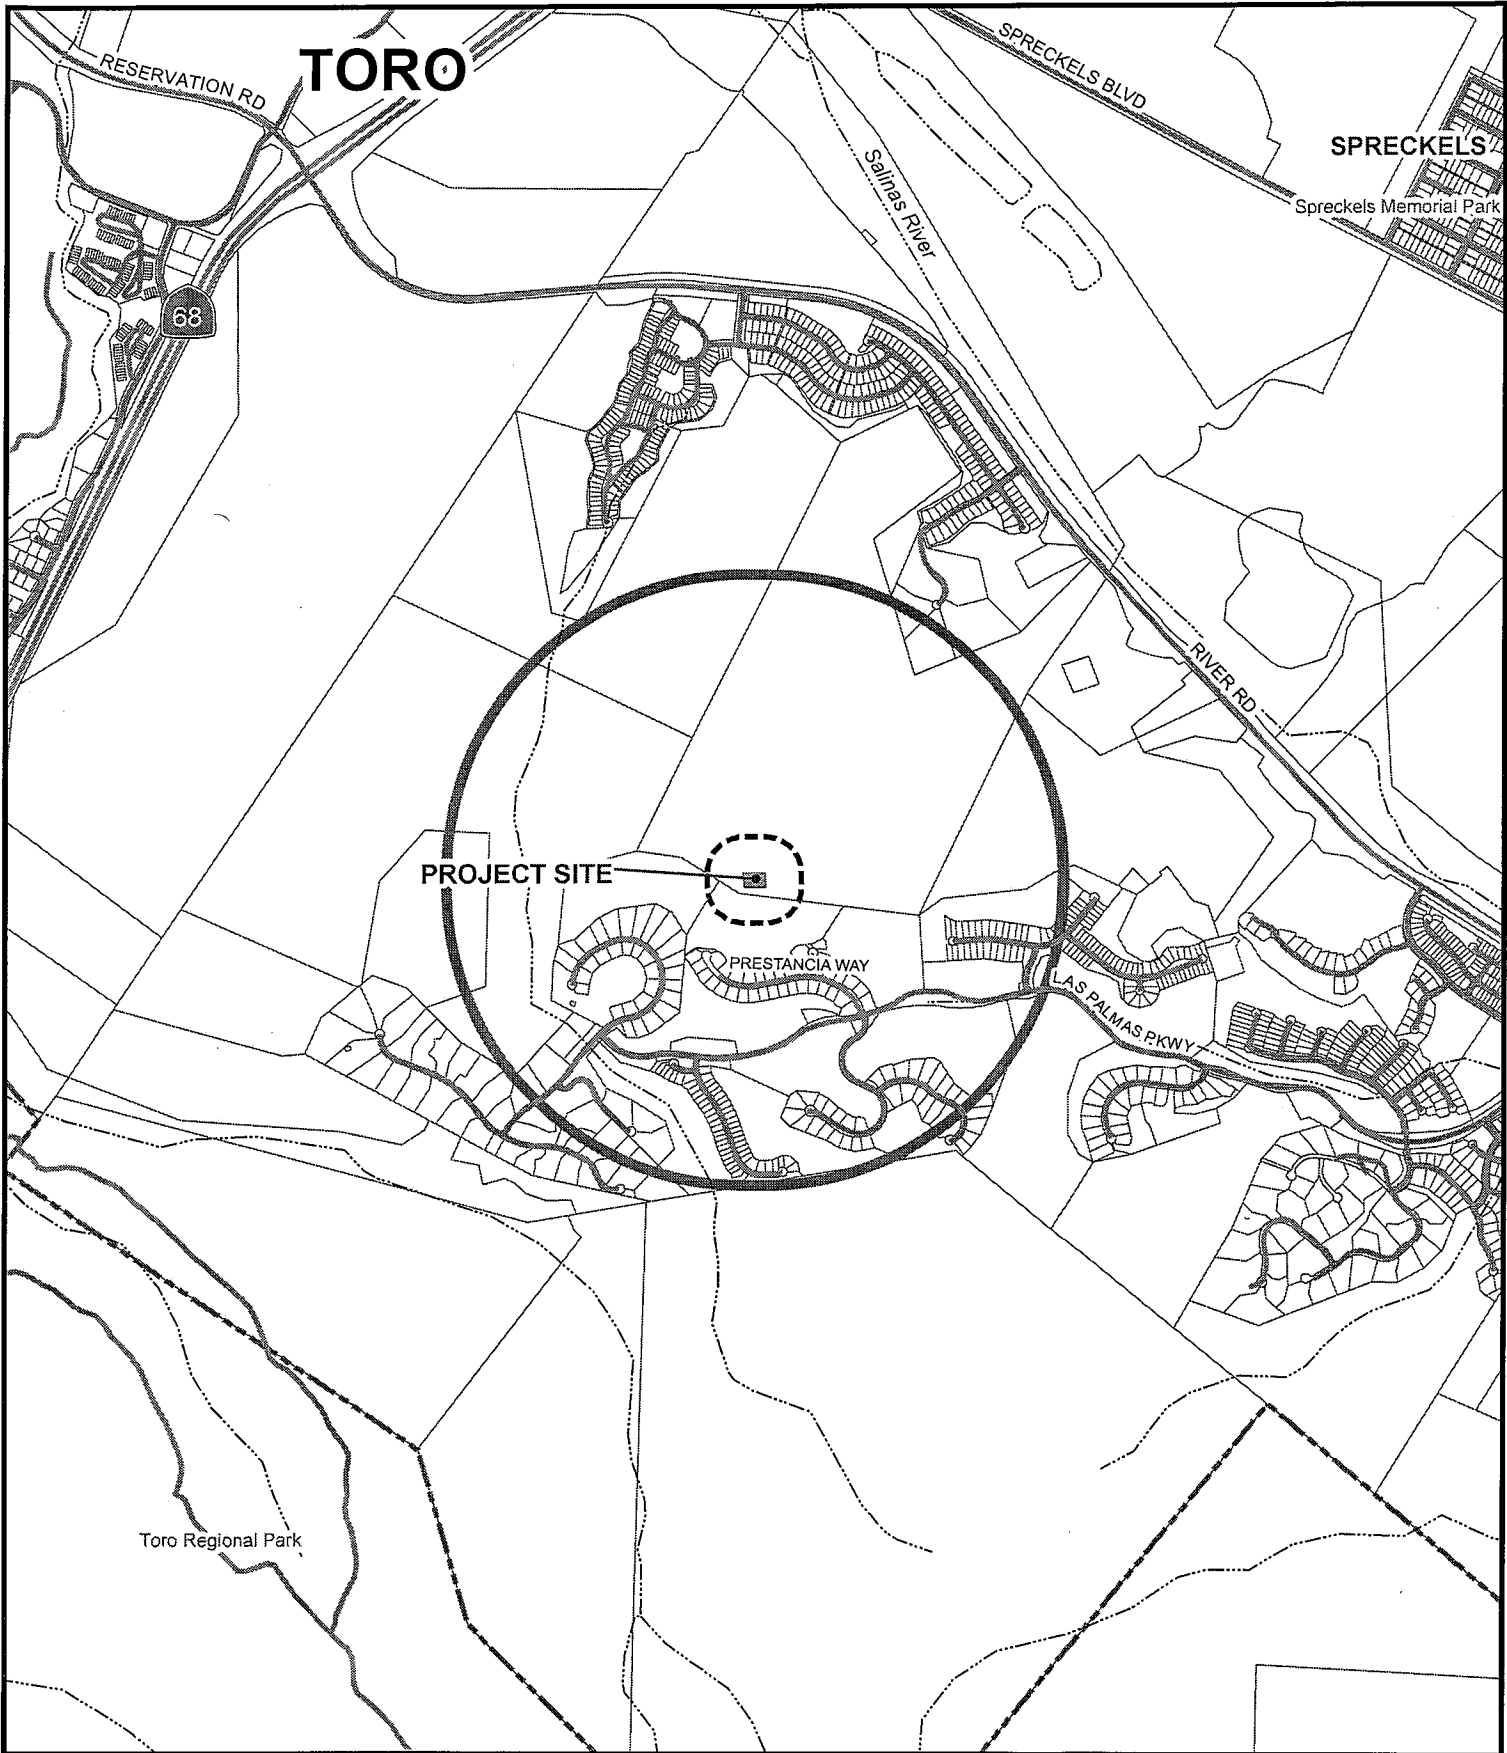 TORO
RESERVATION RD
SPRECKELS BLVD
SPRECKELS
Spreckels Memorial Park
Salinas River
68
RIVER RD
PROJECT SITE
PRESTANCIA WAY
LAS PALMAS PKWY
Toro Regional Park